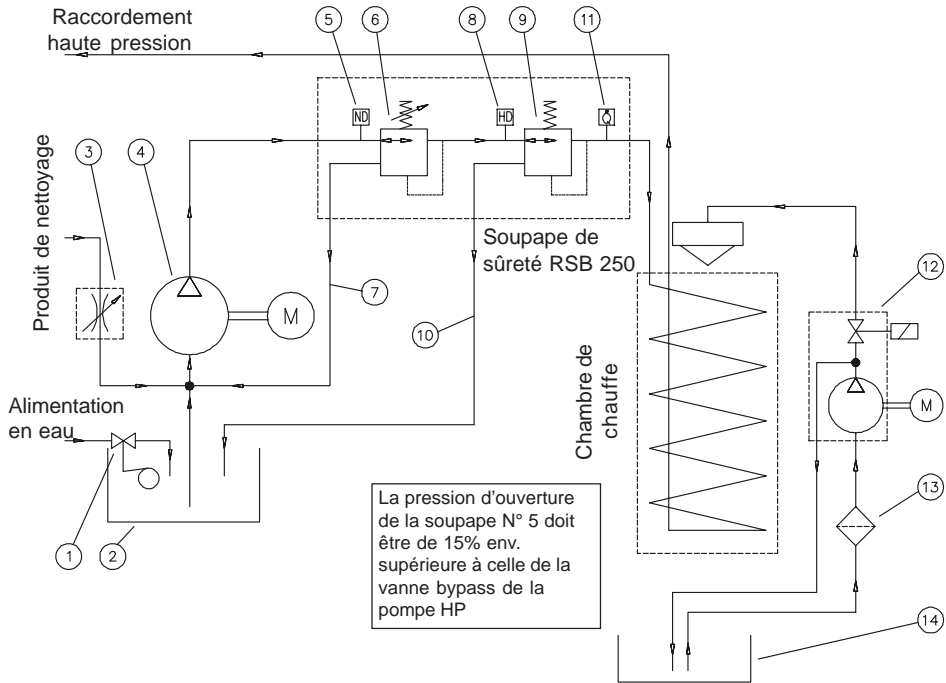 Raccordement
haute pression
5
6
8
9
11
ND
HD
Q
Produit de nettoyage
3
4
M
Soupape de
sûreté RSB 250
7
10
12
M
Alimentation
en eau
Chambre de
chauffe
1
2
La pression d'ouverture
de la soupape N° 5 doit
être de 15% env.
supérieure à celle de la
vanne bypass de la
pompe HP
13
14